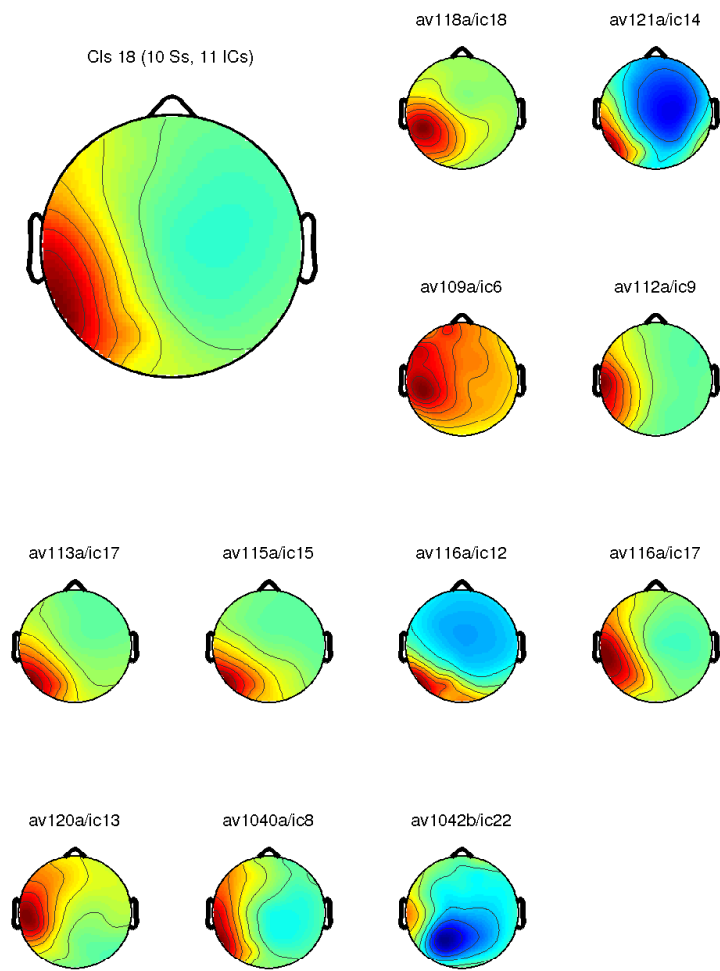 Cls 18 (10 Ss, 11 ICs)
av118a/ic18
av121a/ic14
av109a/ic6
av112a/ic9
av113a/ic17
av115a/ic15
av116a/ic12
av116a/ic17
av120a/ic13
av1040a/ic8
av1042b/ic22